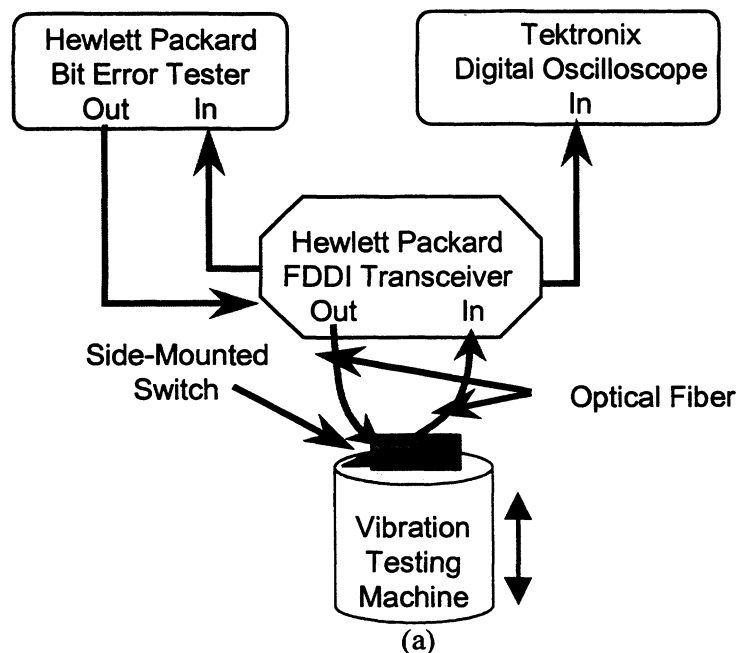 Hewlett Packard
Bit Error Tester
Out In
Tektronix
Digital Oscilloscope
In
Hewlett Packard
FDDI Transceiver
Out In
Side-Mounted
Switch
Optical Fiber
Vibration
Testing
Machine
(a)